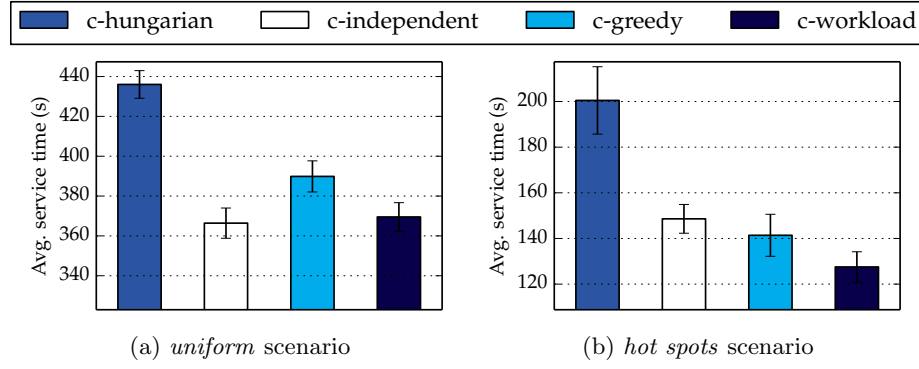 c-hungarian c-independent c-greedy c-workload
Avg. service time (s)
440
420
400
380
360
340
(a) uniform scenario
Avg. service time (s)
200
180
160
140
120
(b) hot spots scenario